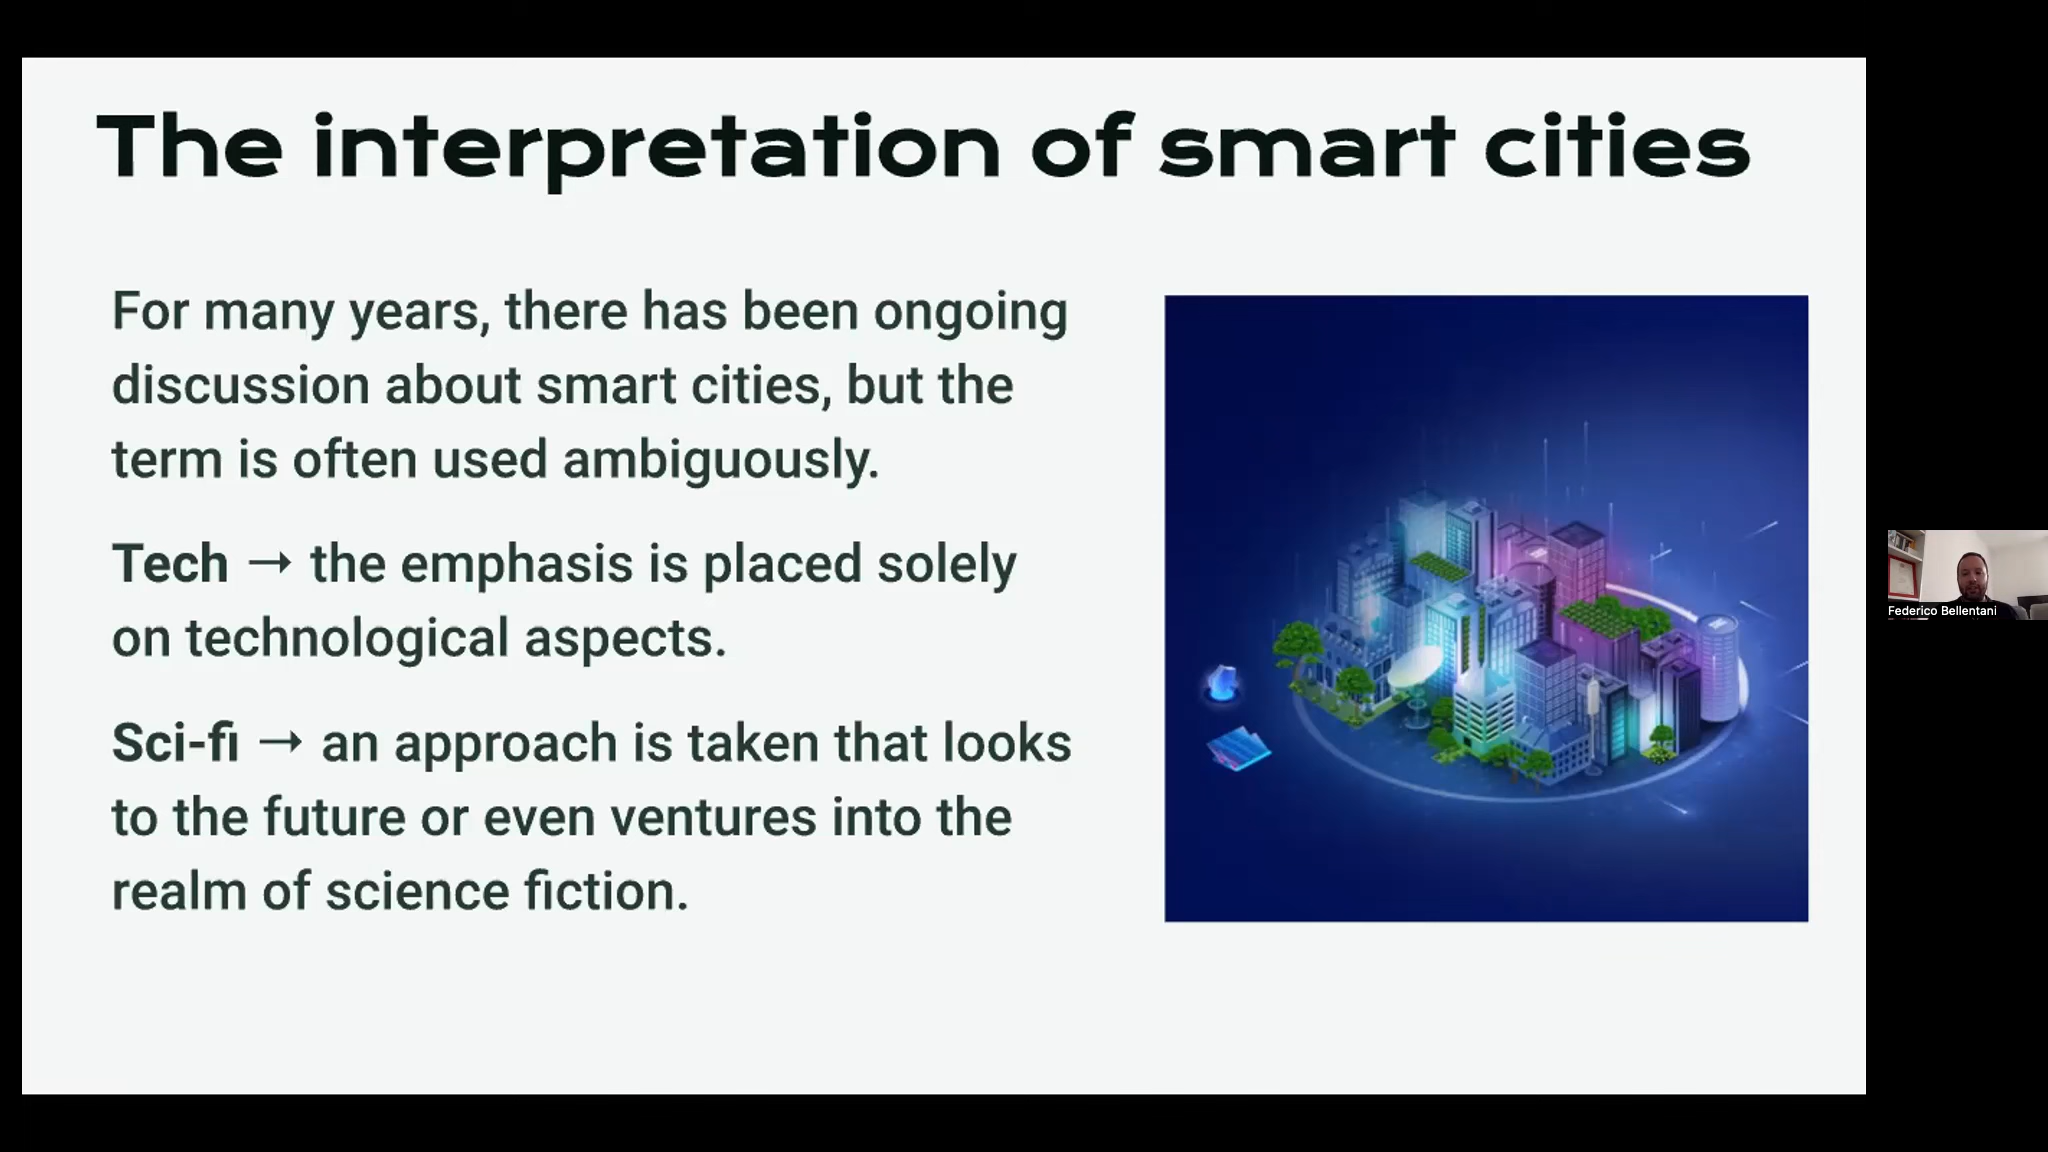 The interpretation of smart cities
For many years, there has been ongoing
discussion about smart cities, but the
term is often used ambiguously.
Tech → the emphasis is placed solely
on technological aspects.
Sci-fi → an approach is taken that looks
to the future or even ventures into the
realm of science fiction.
Federico Bellentani